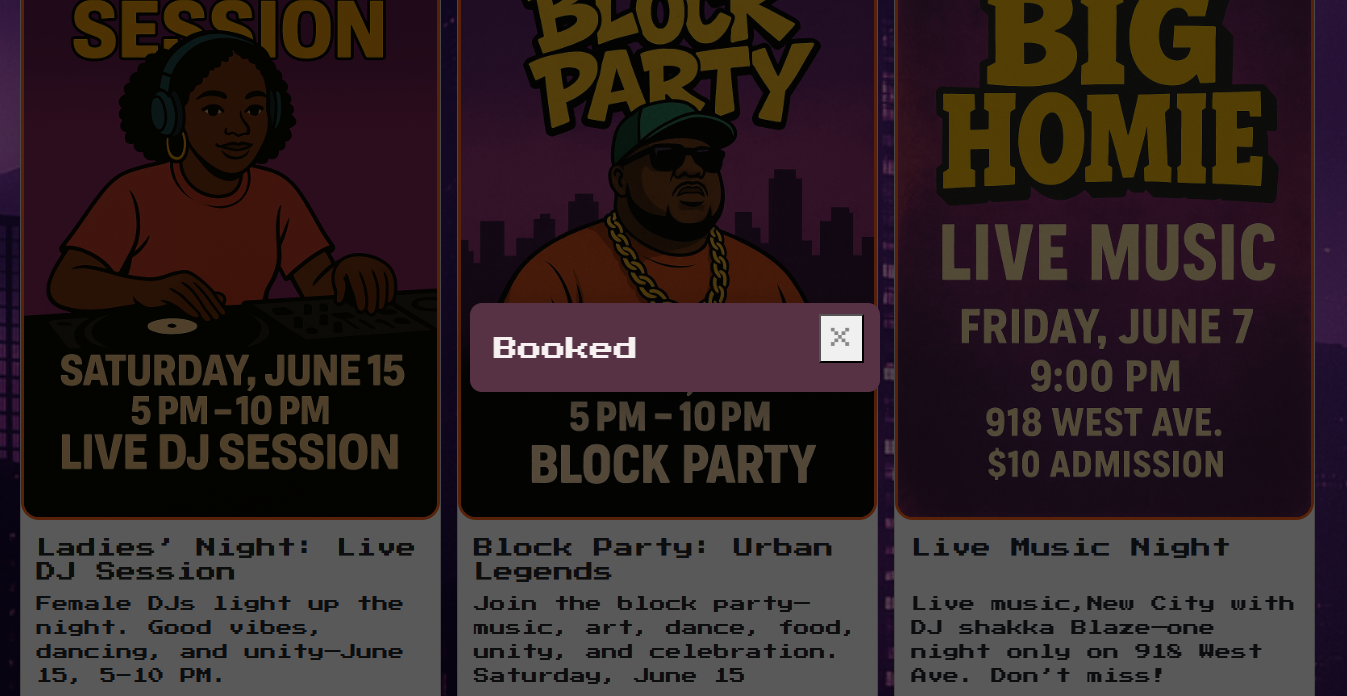 SESSION
SATURDAY, JUNE 15
5 PM – 10 PM
LIVE DJ SESSION
Ladies’ Night: Live
DJ Session
Female DJs light up the
night. Good vibes,
dancing, and unity—June
15, 5-10 PM.
BLOCK
PARTY
Booked
5 PM – 10 PM
BLOCK PARTY
Block Party: Urban
Legends
Join the block party—
music, art, dance, food,
unity, and celebration.
Saturday, June 15
BIG
HOMIE
LIVE MUSIC
FRIDAY, JUNE 7
9:00 PM
918 WEST AVE.
$10 ADMISSION
Live Music Night
Live music,New City with
DJ shakka Blaze—one
night only on 918 West
Ave. Don’t miss!